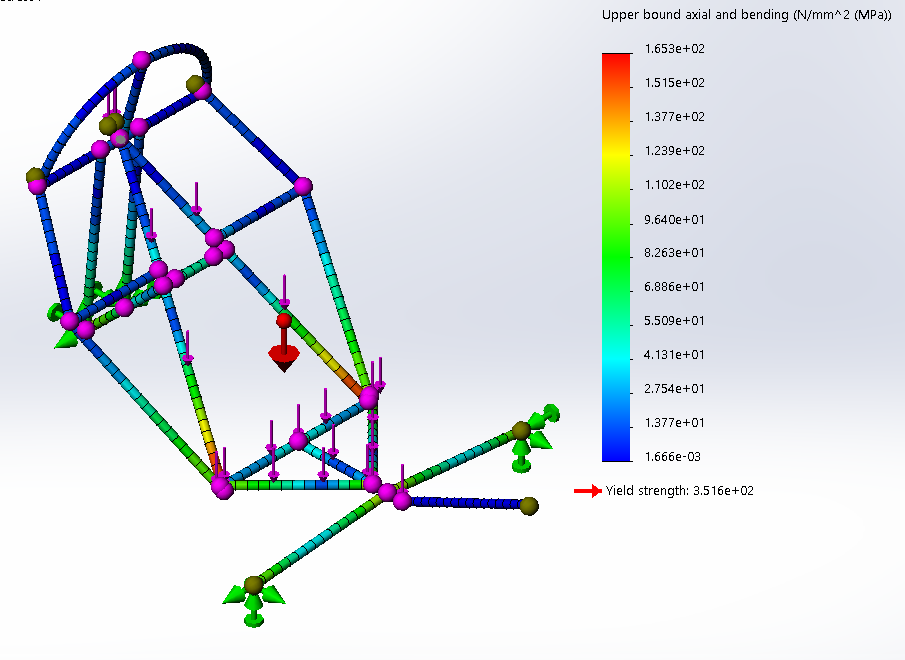 Upper bound axial and bending (N/mm^2 (MPa))
1.653e+02
1.515e+02
1.377e+02
1.239e+02
1.102e+02
9.640e+01
8.263e+01
6.886e+01
5.509e+01
4.131e+01
2.754e+01
1.377e+01
1.666e-03
Yield strength: 3.516e+02